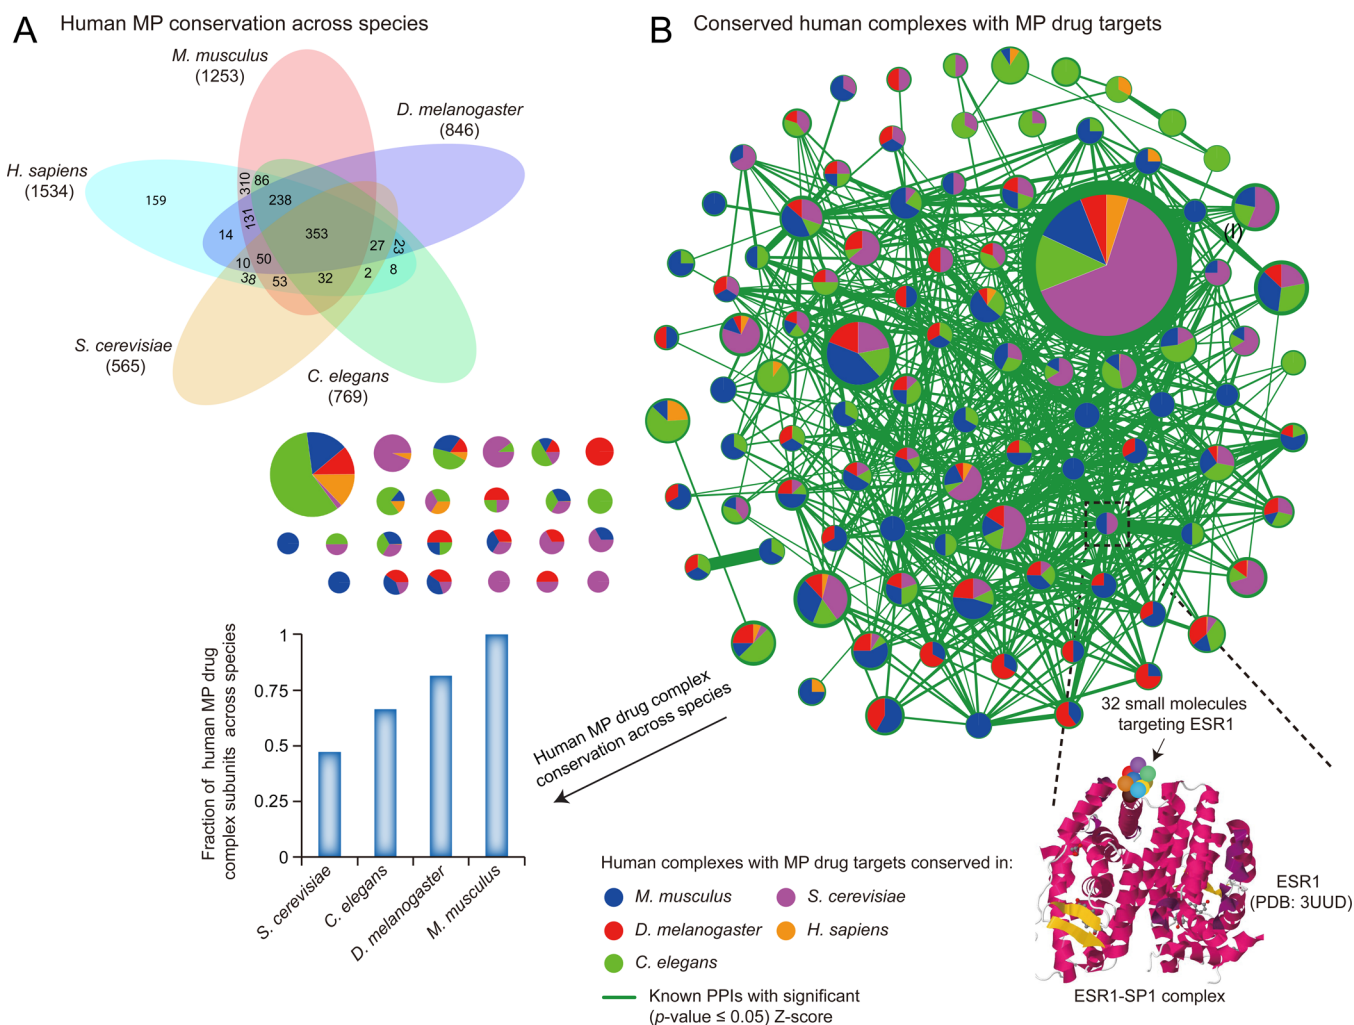 A Human MP conservation across species
M. musculus
(1253)
D. melanogaster
(846)
H. sapiens
(1534)
S. cerevisiae
(565)
C. elegans
(769)
159
310
86
238
131
14
353
27
23
10
50
38
53
32
2
8
Fraction of human MP drug
complex subunits across species
1
0.75
0.5
0.25
0
S. cerevisiae
C. elegans
D. melanogaster
M. musculus
B Conserved human complexes with MP drug targets
Human MP drug complex
conservation across species
32 small molecules
targeting ESR1
ESR1
(PDB: 3UUD)
ESR1-SP1 complex
Human complexes with MP drug targets conserved in:
M. musculus
S. cerevisiae
D. melanogaster
H. sapiens
C. elegans
Known PPIs with significant
(p-value ≤ 0.05) Z-score